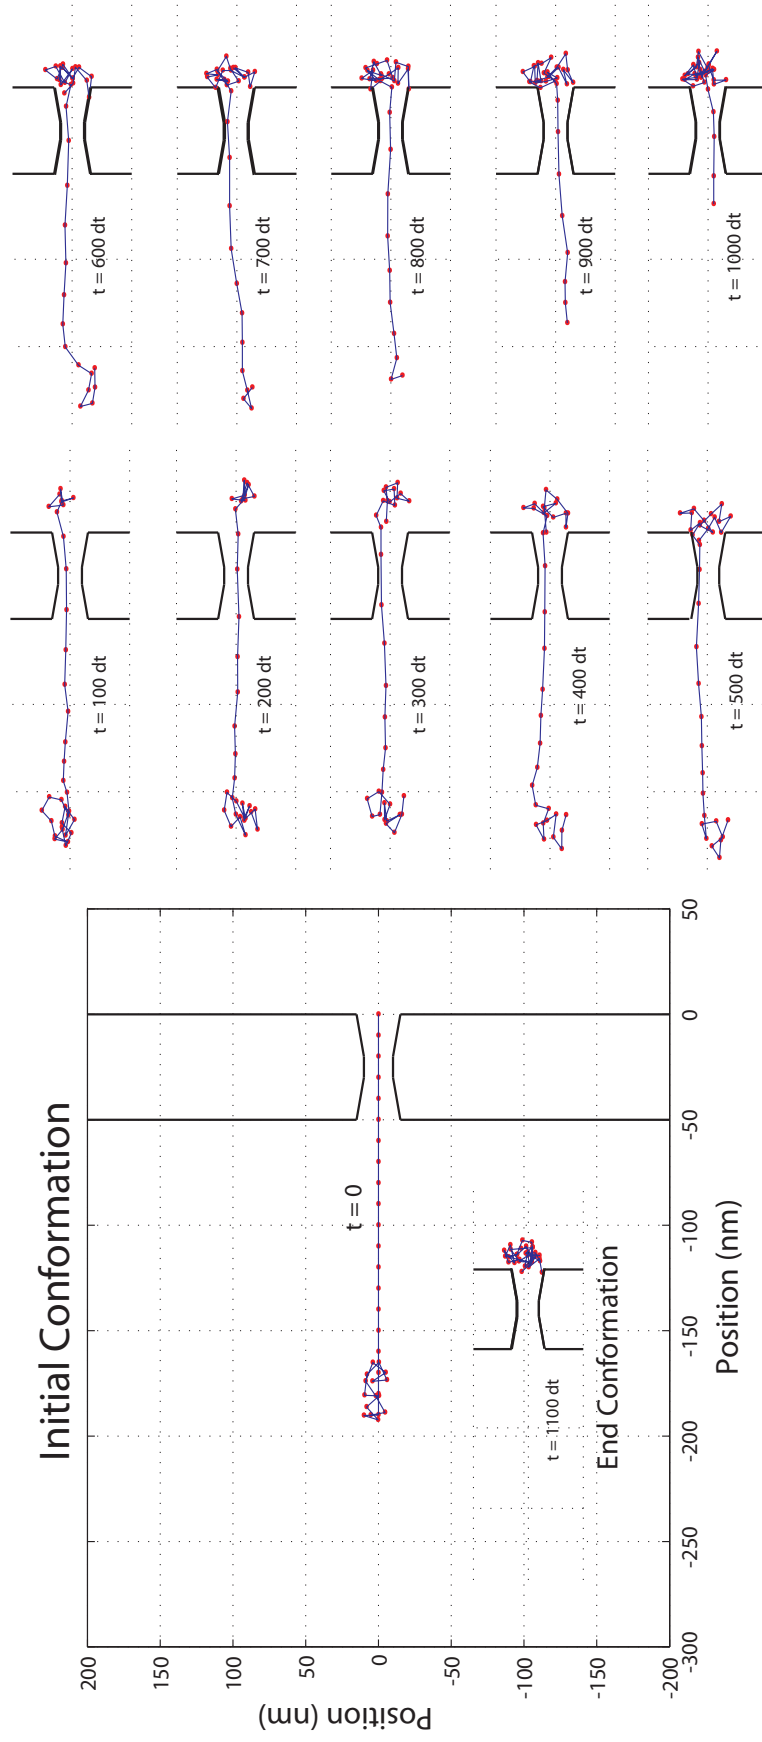 Initial Conformation
200
150
100
50
0
-50
-100
-150
-200
Position (nm)
t = 0
t = 1100 dt
End Conformation
-300
-250
-200
-150
-100
-50
0
50
Position (nm)
t = 100 dt
t = 200 dt
t = 300 dt
t = 400 dt
t = 500 dt
t = 600 dt
t = 700 dt
t = 800 dt
t = 900 dt
t = 1000 dt